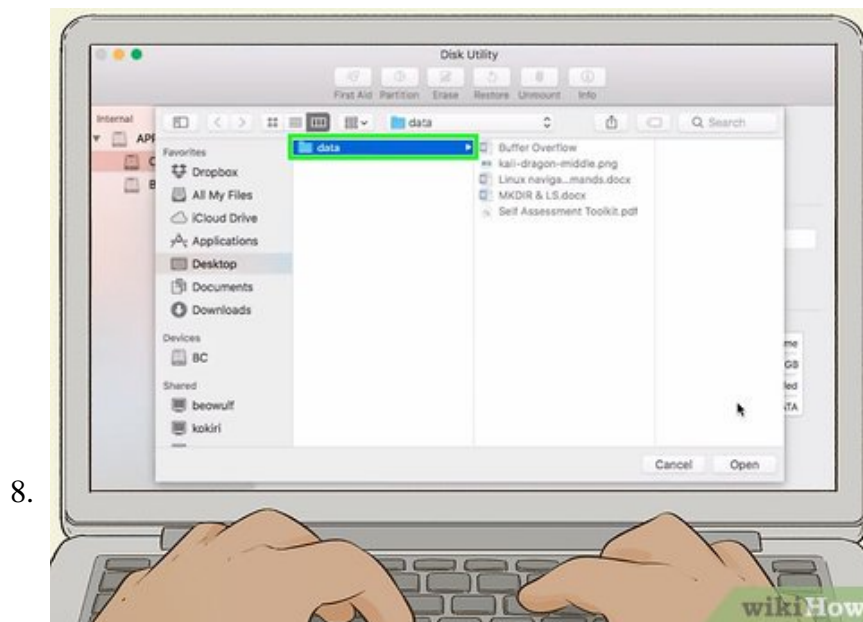 Disk Utility
First Aid Partition Erase Restore Unmount Info
Internal
data
Search
Favorites
Dropbox
All My Files
iCloud Drive
Applications
Desktop
Documents
Downloads
Devices
BC
Shared
beowulf
kokiri
data
Buffer Overflow
kali-dragon-middle.png
Linux naviga...mands.docx
MKDIR & LS.docx
Self Assessment Toolkit.pdf
GB
Cancel Open
8.
wikiHow